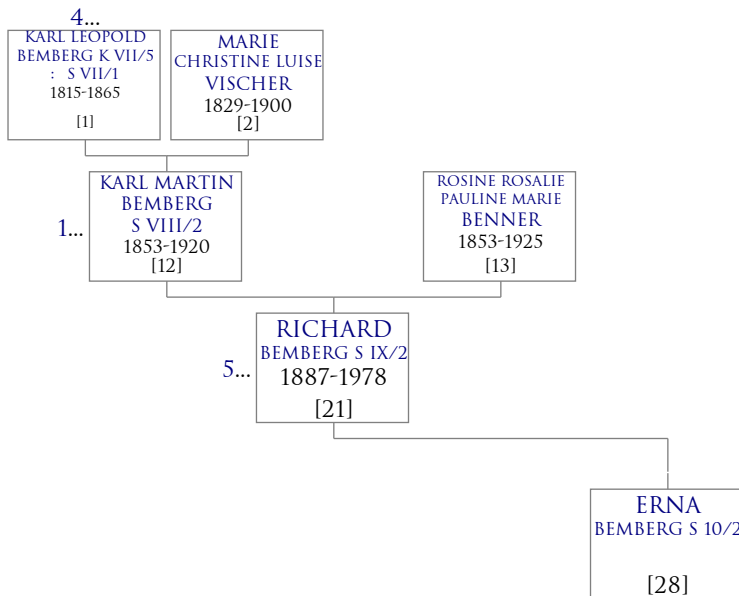 4...
KARL LEOPOLD
BEMBERG K VII/5
: S VII/1
1815-1865
[1]
MARIE
CHRISTINE LUISE
VISCHER
1829-1900
[2]
1...
KARL MARTIN
BEMBERG
S VIII/2
1853-1920
[12]
ROSINE ROSALIE
PAULINE MARIE
BENNER
1853-1925
[13]
5...
RICHARD
BEMBERG S IX/2
1887-1978
[21]
ERNA
BEMBERG S 10/2
[28]